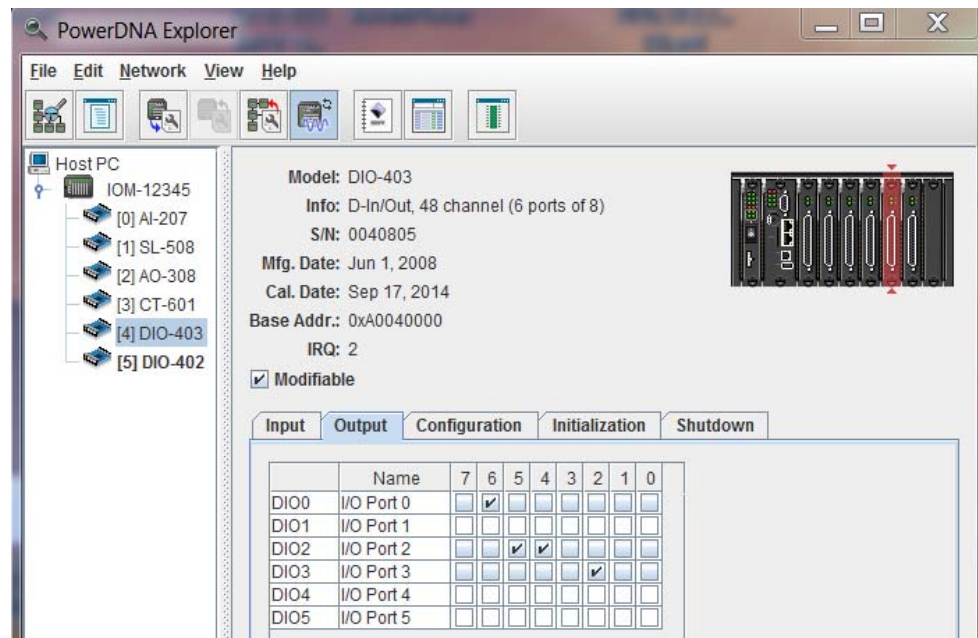 PowerDNA Explorer
File Edit Network View Help
Host PC
IOM-12345
[0] AI-207
[1] SL-508
[2] AO-308
[3] CT-601
[4] DIO-403
[5] DIO-402
Model: DIO-403
Info: D-In/Out, 48 channel (6 ports of 8)
S/N: 0040805
Mfg. Date: Jun 1, 2008
Cal. Date: Sep 17, 2014
Base Addr.: 0xA0040000
IRQ: 2
Modifiable
Input Output Configuration Initialization Shutdown
Name 7 6 5 4 3 2 1 0
DIO0 I/O Port 0
DIO1 I/O Port 1
DIO2 I/O Port 2
DIO3 I/O Port 3
DIO4 I/O Port 4
DIO5 I/O Port 5